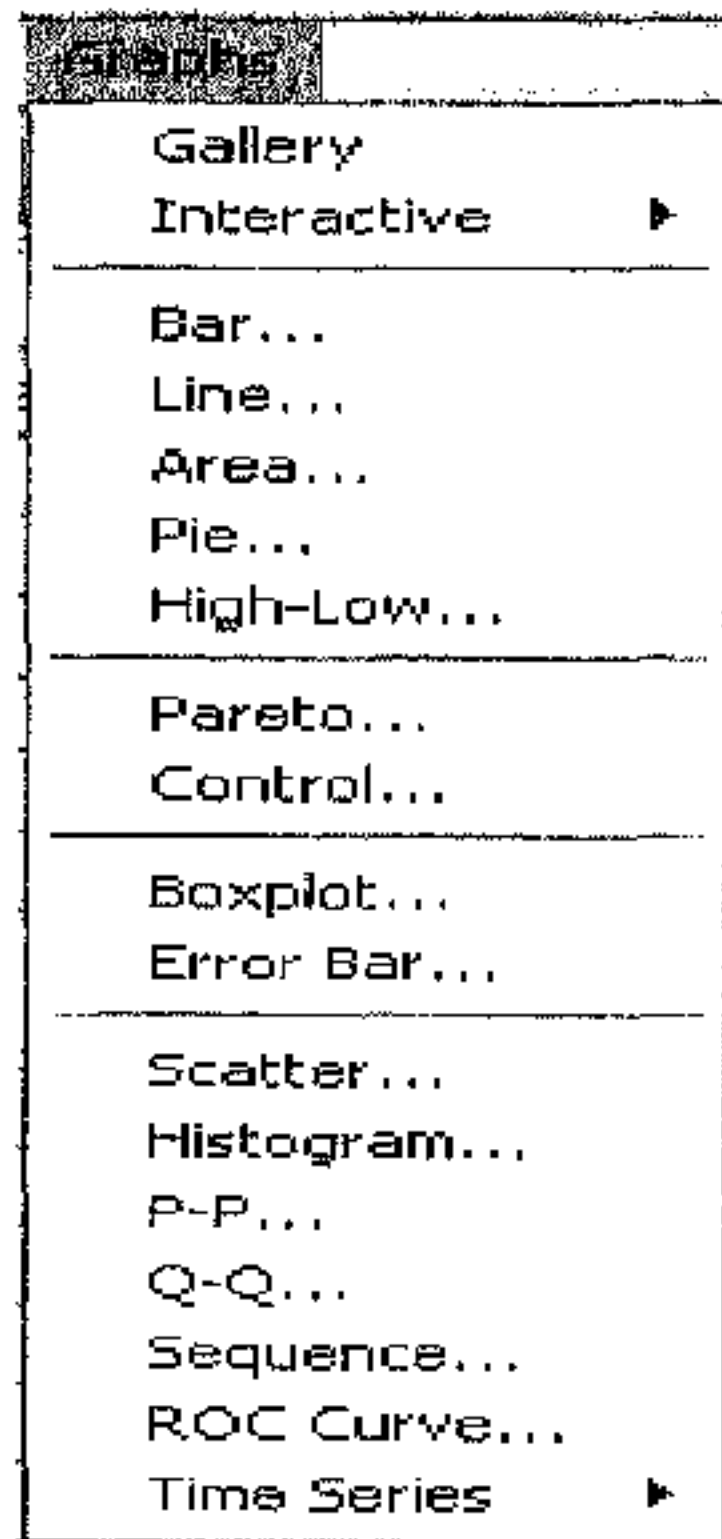 Graphs
Gallery
Interactive
Bar...
Line...
Area...
Pie...
High-Low...
Pareto...
Control...
Boxplot...
Error Bar...
Scatter...
Histogram...
P-P...
Q-Q...
Sequence...
ROC Curve...
Time Series